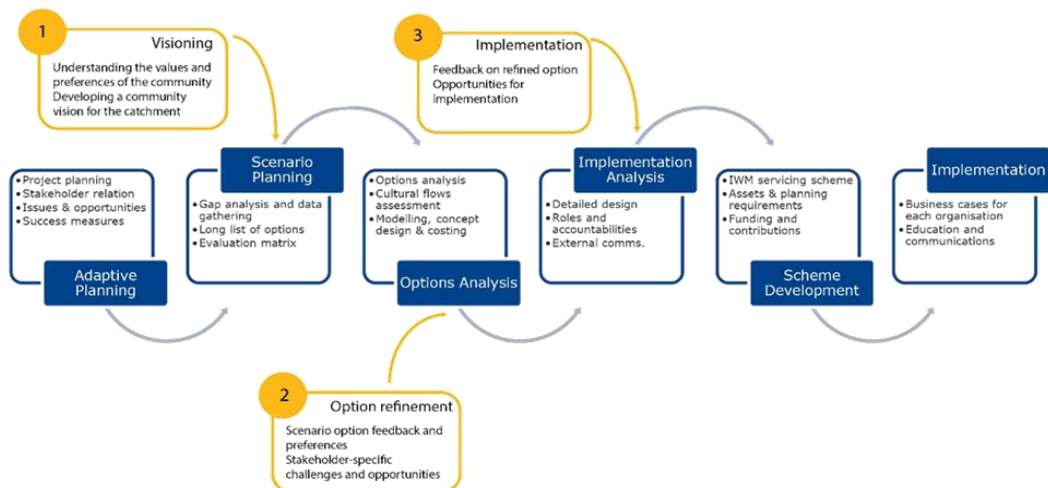 1
Visioning
Understanding the values and
preferences of the community
Developing a community
vision for the catchment
3
Implementation
Feedback on refined option
Opportunities for
implementation
•Project planning
•Stakeholder relation
•Issues & opportunities
•Success measures
Adaptive
Planning
Scenario
Planning
•Gap analysis and data
gathering
•Long list of options
•Evaluation matrix
•Options analysis
•Cultural flows
assessment
•Modelling, concept
design & costing
Options Analysis
Implementation
Analysis
•Detailed design
•Roles and
accountabilities
•External comms.
•IWM servicing scheme
•Assets & planning
requirements
•Funding and
contributions
Scheme
Development
Implementation
•Business cases for
each organisation
•Education and
communications
2
Option refinement
Scenario option feedback and
preferences
Stakeholder-specific
challenges and opportunities